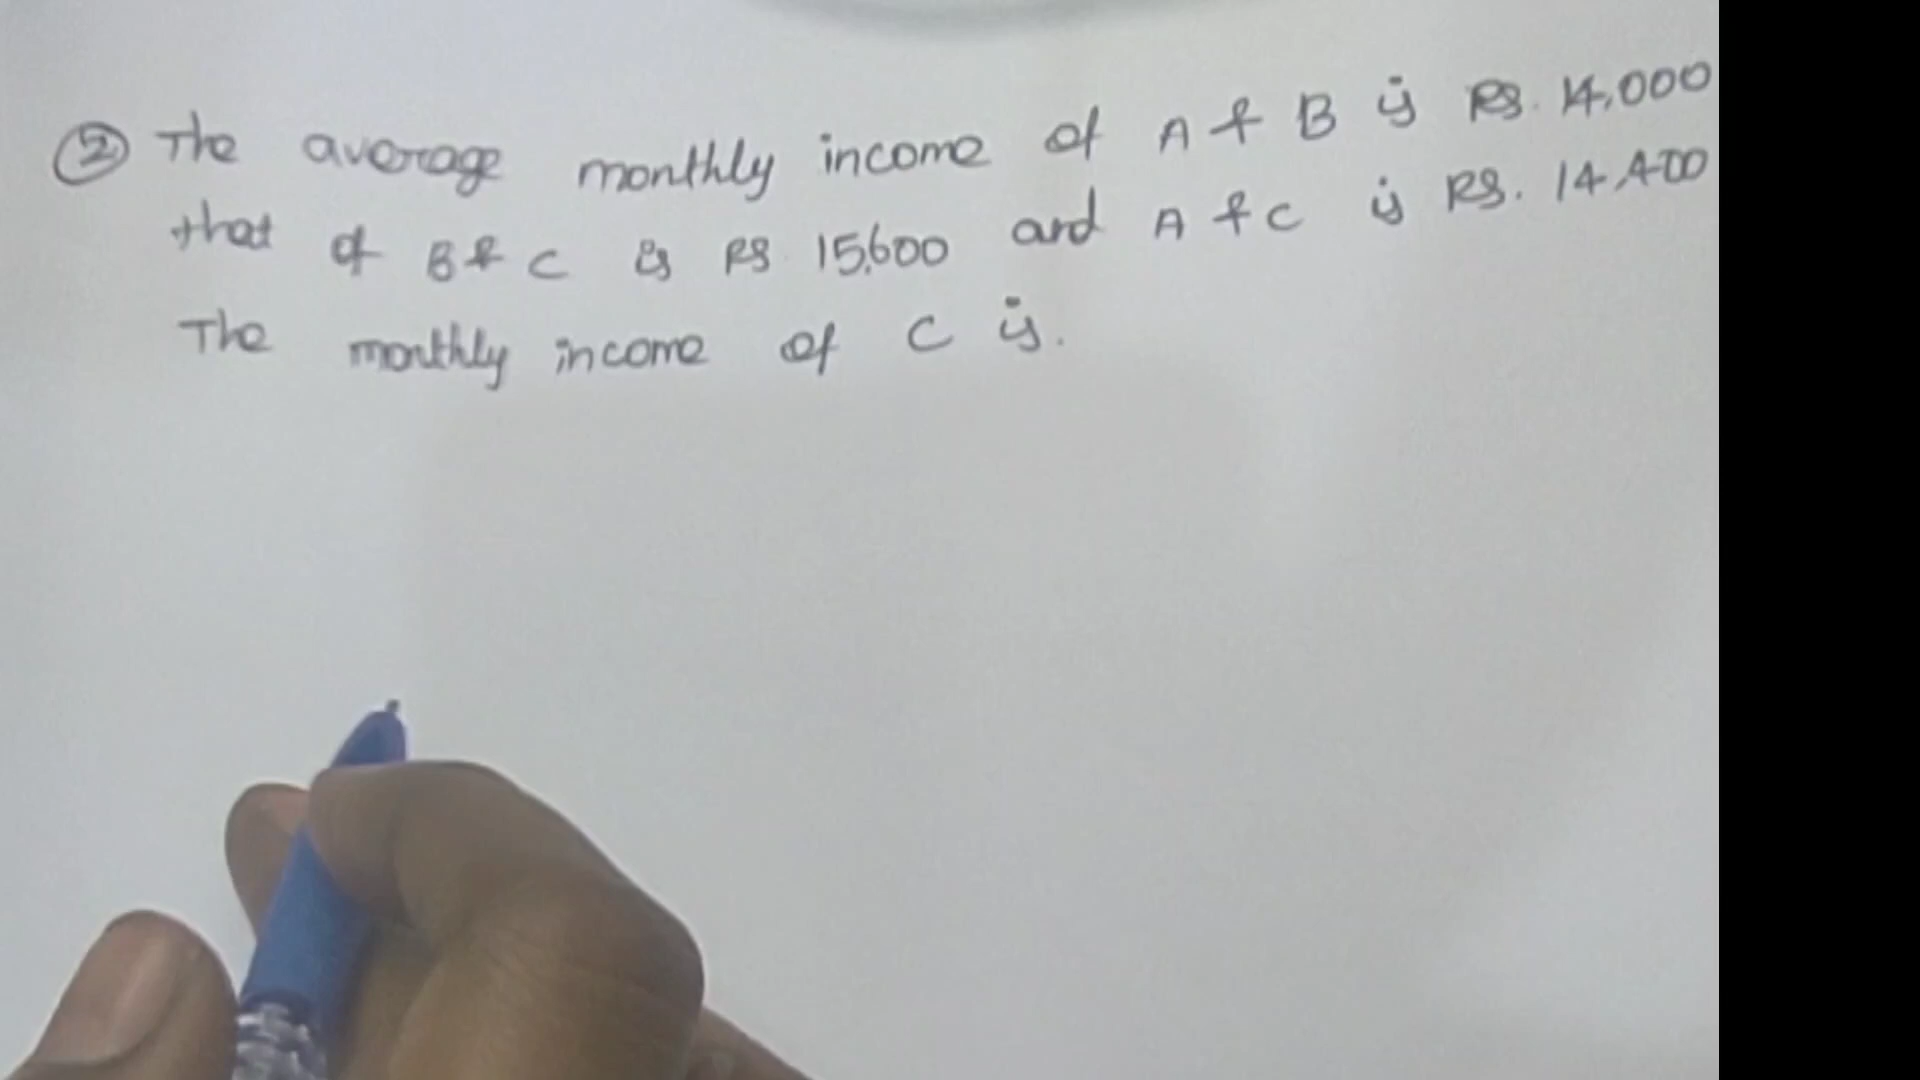 ② The average monthly income of A & B is Rs. 14,000
that of B & C is Rs 15,600 and A & C is Rs. 14,400
The monthly income of C is.